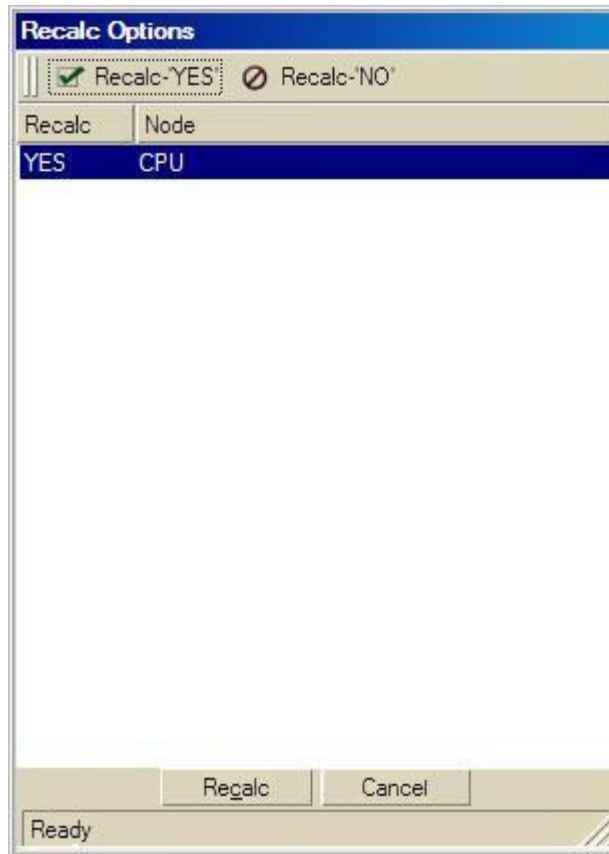 Recalc Options
Recalc-"YES" Recalc-"NO"
Recalc Node
YES CPU
Recalc Cancel
Ready